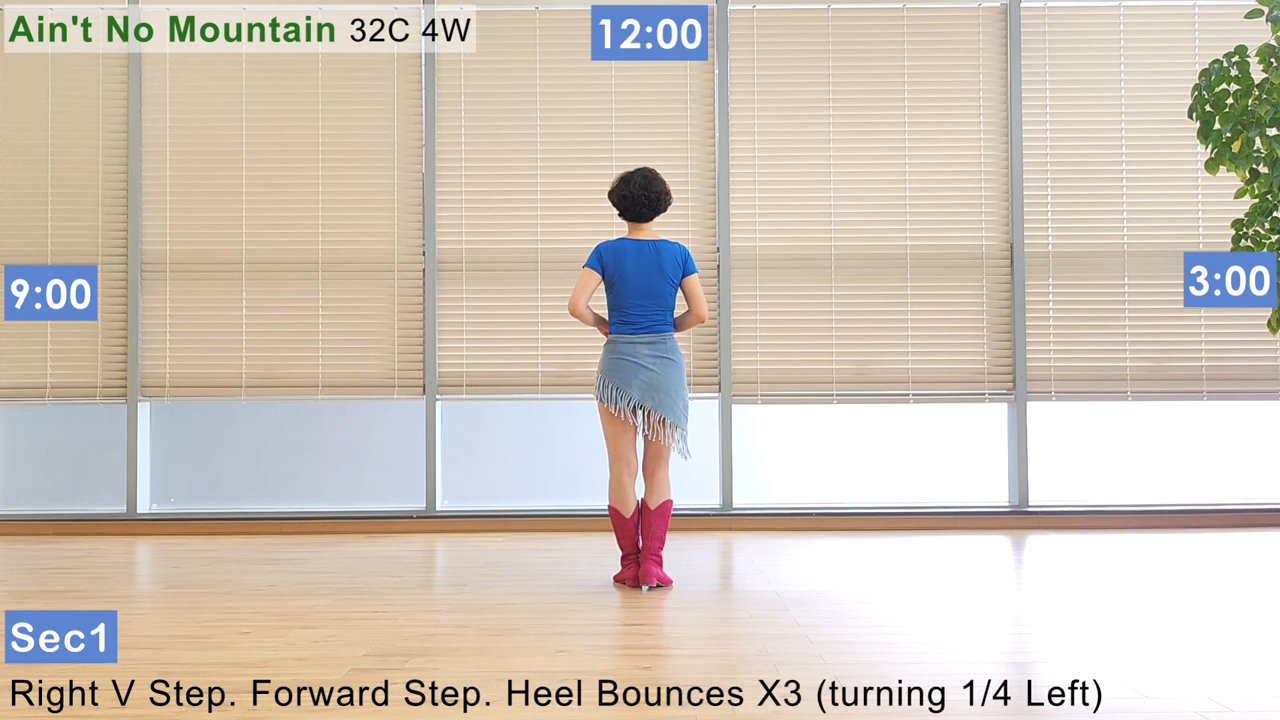 Ain't No Mountain 32C 4W
12:00
9:00
3:00
Sec1
Right V Step. Forward Step. Heel Bounces X3 (turning 1/4 Left)